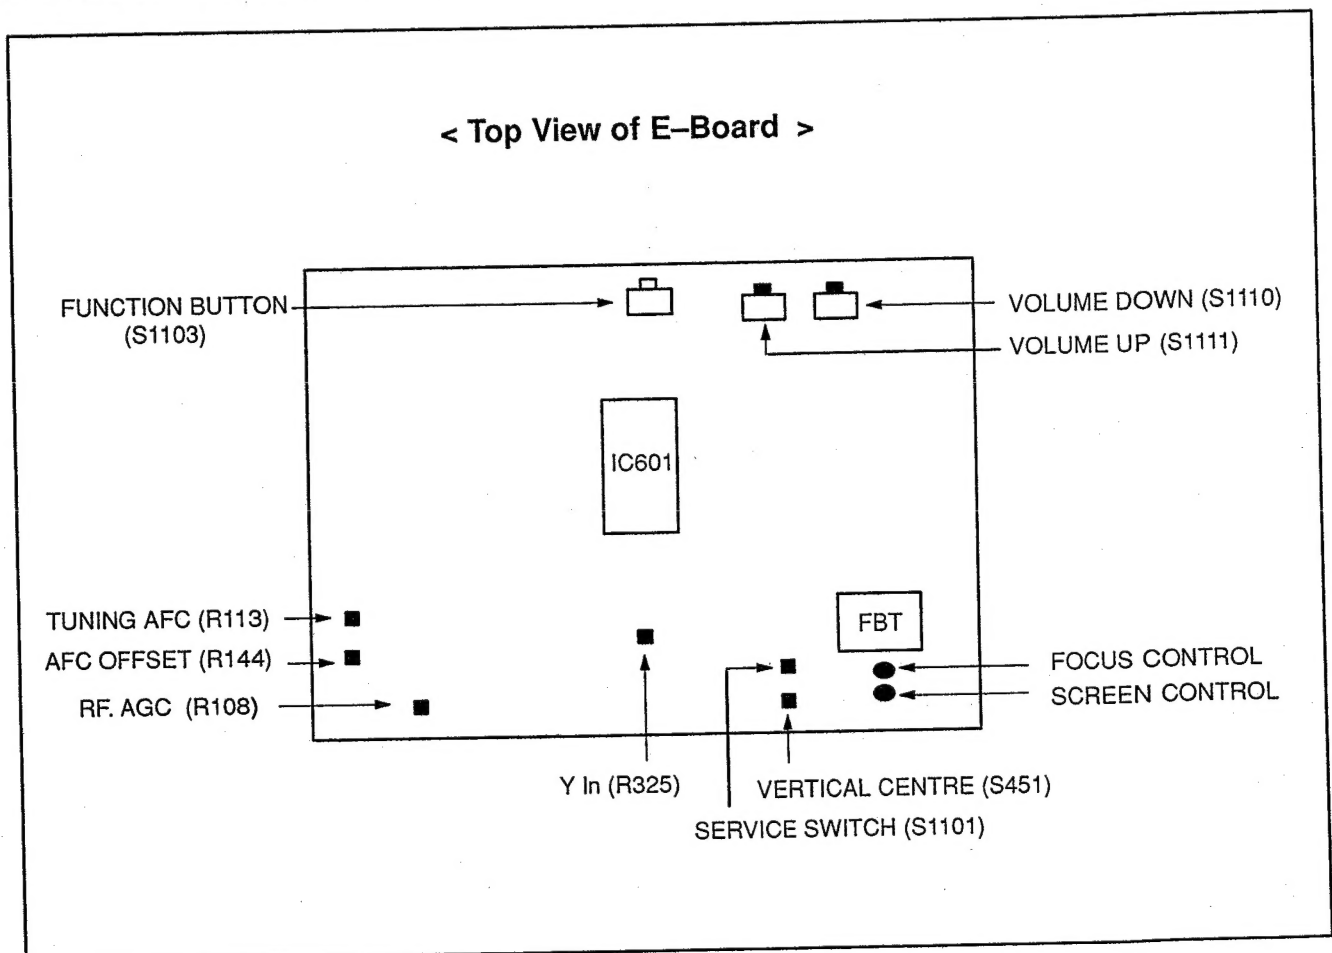 < Top View of E–Board >
FUNCTION BUTTON
(S1103)
VOLUME DOWN (S1110)
VOLUME UP (S1111)
IC601
TUNING AFC (R113)
AFC OFFSET (R144)
RF. AGC (R108)
FBT
FOCUS CONTROL
SCREEN CONTROL
Y In (R325)
VERTICAL CENTRE (S451)
SERVICE SWITCH (S1101)